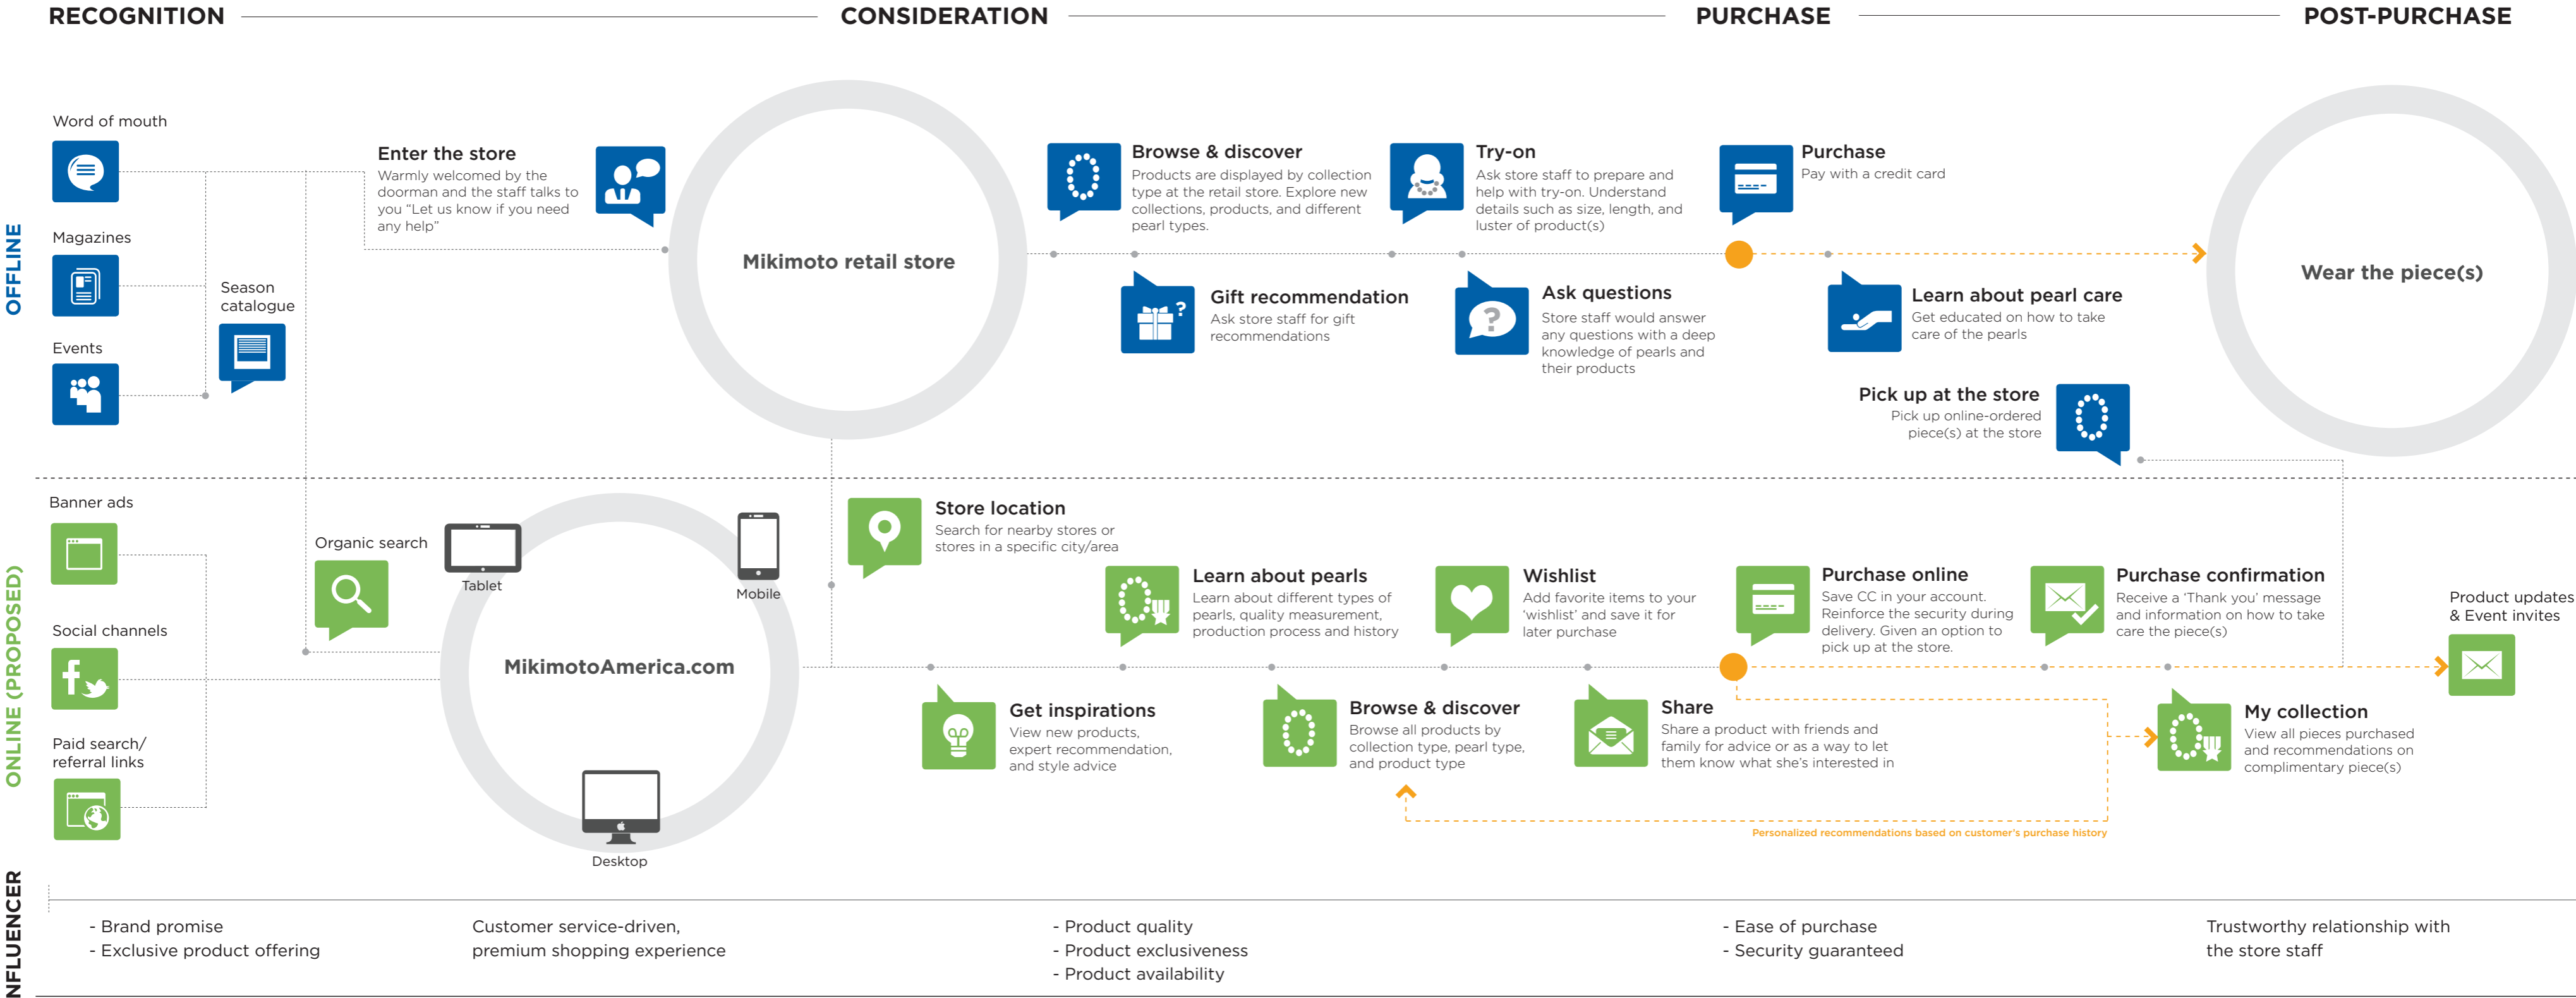 RECOGNITION
CONSIDERATION
PURCHASE
POST-PURCHASE
OFFLINE
Word of mouth
Magazines
Events
Season
catalogue
Enter the store
Warmly welcomed by the
doorman and the staff talks to
you “Let us know if you need
any help”
Mikimoto retail store
Browse & discover
Products are displayed by collection
type at the retail store. Explore new
collections, products, and different
pearl types.
Gift recommendation
Ask store staff for gift
recommendations
?
Try-on
Ask store staff to prepare and
help with try-on. Understand
details such as size, length, and
luster of product(s)
Ask questions
Store staff would answer
any questions with a deep
knowledge of pearls and
their products
?
Purchase
Pay with a credit card
Learn about pearl care
Get educated on how to take
care of the pearls
Pick up at the store
Pick up online-ordered
piece(s) at the store
Wear the piece(s)
ONLINE (PROPOSED)
Banner ads
Social channels
f
Paid search/
referral links
Organic search
Tablet
Mobile
MikimotoAmerica.com
Desktop
Store location
Search for nearby stores or
stores in a specific city/area
Get inspirations
View new products,
expert recommendation,
and style advice
Learn about pearls
Learn about different types of
pearls, quality measurement,
production process and history
Browse & discover
Browse all products by
collection type, pearl type,
and product type
Wishlist
Add favorite items to your
‘wishlist’ and save it for
later purchase
Share
Share a product with friends and
family for advice or as a way to let
them know what she’s interested in
Purchase online
Save CC in your account.
Reinforce the security during
delivery. Given an option to
pick up at the store.
Purchase confirmation
Receive a ‘Thank you’ message
and information on how to take
care the piece(s)
My collection
View all pieces purchased
and recommendations on
complimentary piece(s)
Product updates
& Event invites
Personalized recommendations based on customer’s purchase history
NFLUENCER
- Brand promise
- Exclusive product offering
Customer service-driven,
premium shopping experience
- Product quality
- Product exclusiveness
- Product availability
- Ease of purchase
- Security guaranteed
Trustworthy relationship with
the store staff